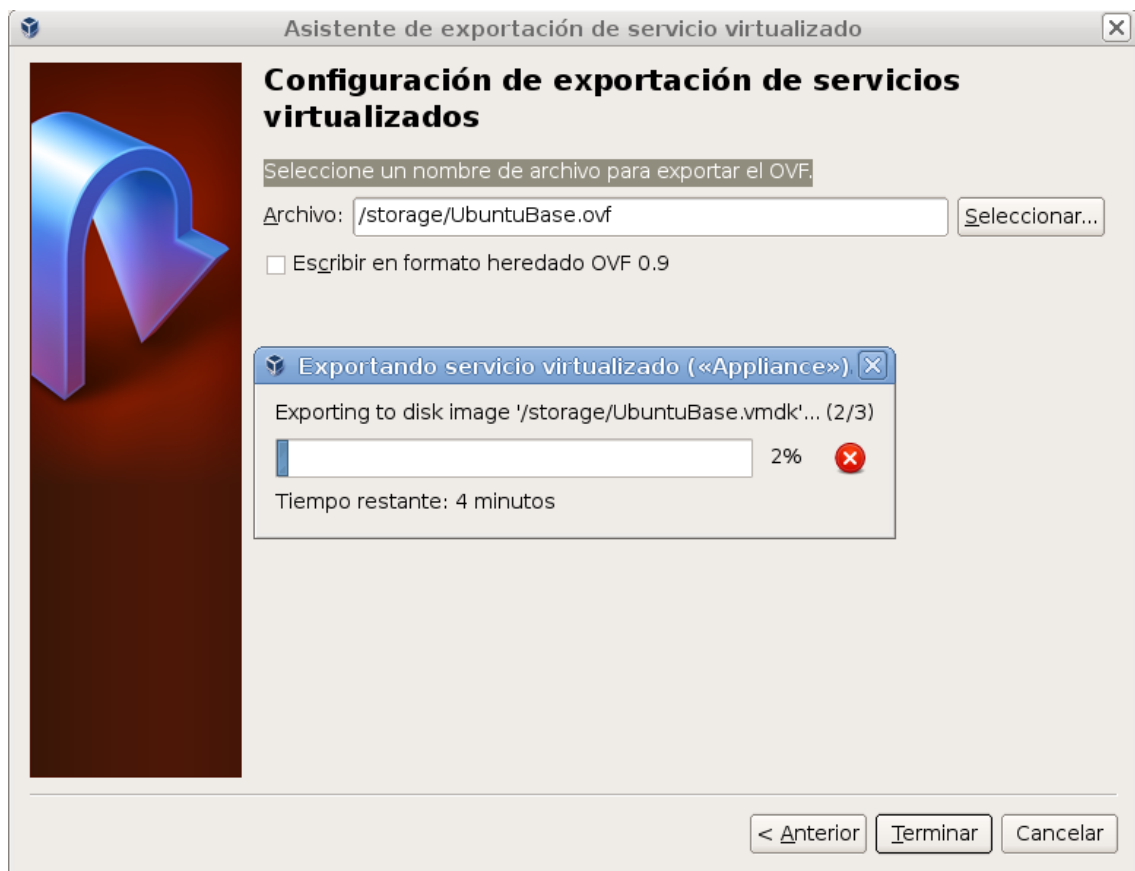 Asistente de exportación de servicio virtualizado
Configuración de exportación de servicios
virtualizados
Seleccione un nombre de archivo para exportar el OVF.
Archivo: /storage/UbuntuBase.ovf Seleccionar...
Escribir en formato heredado OVF 0.9
Exportando servicio virtualizado («Appliance»)
Exporting to disk image '/storage/UbuntuBase.vmdk'... (2/3)
2%
Tiempo restante: 4 minutos
< Anterior Terminar Cancelar